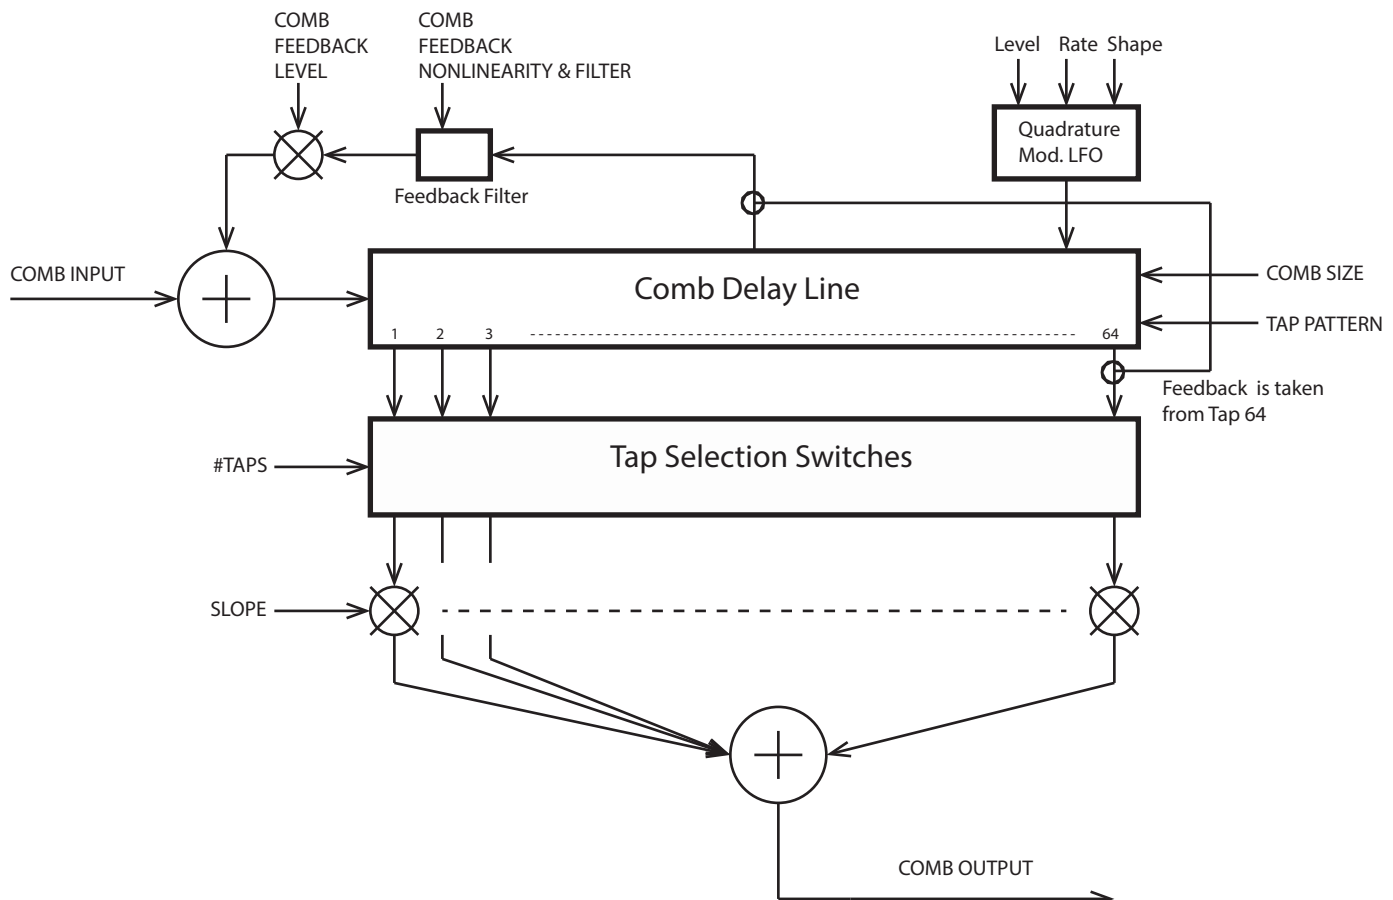 COMB
FEEDBACK
LEVEL
COMB
FEEDBACK
NONLINEARITY & FILTER
Level Rate Shape
Quadrature
Mod. LFO
Feedback Filter
COMB INPUT
Comb Delay Line
COMB SIZE
1 2 3 64
TAP PATTERN
Feedback is taken
from Tap 64
#TAPS
Tap Selection Switches
SLOPE
COMB OUTPUT